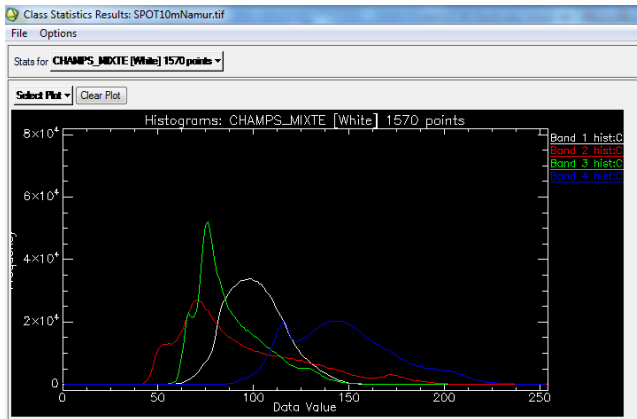 Class Statistics Results: SPOT10mNamur.tif
File Options
Stats for CHAMPS_MIXTE [White] 1570 points
Select Plot Clear Plot
Histograms: CHAMPS_MIXTE [White] 1570 points
8×10⁴
6×10⁴
4×10⁴
2×10⁴
0
Frequency
0 50 100 150 200 250
Data Value
Band 1 hist:C
Band 2 hist:C
Band 3 hist:C
Band 4 hist:C